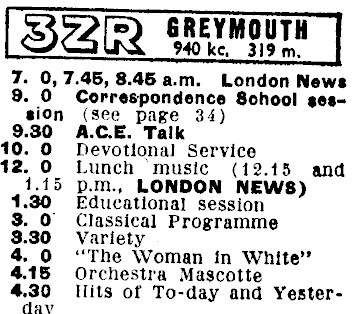 3ZR GREYMOUTH
940 kc, 319 m.
7. 0, 7.45, 8.45 a.m. London News
9. 0 Correspondence School ses-
sion (see page 34)
9.30 A.C.E. Talk
10. 0 Devotional Service
12. 0 Lunch music (12.15 and
1.15 p.m., LONDON NEWS)
1.30 Educational session
3. 0 Classical Programme
3.30 Variety
4. 0 "The Woman in White"
4.15 Orchestra Mascotte
4.30 Hits of To-day and Yester-
day